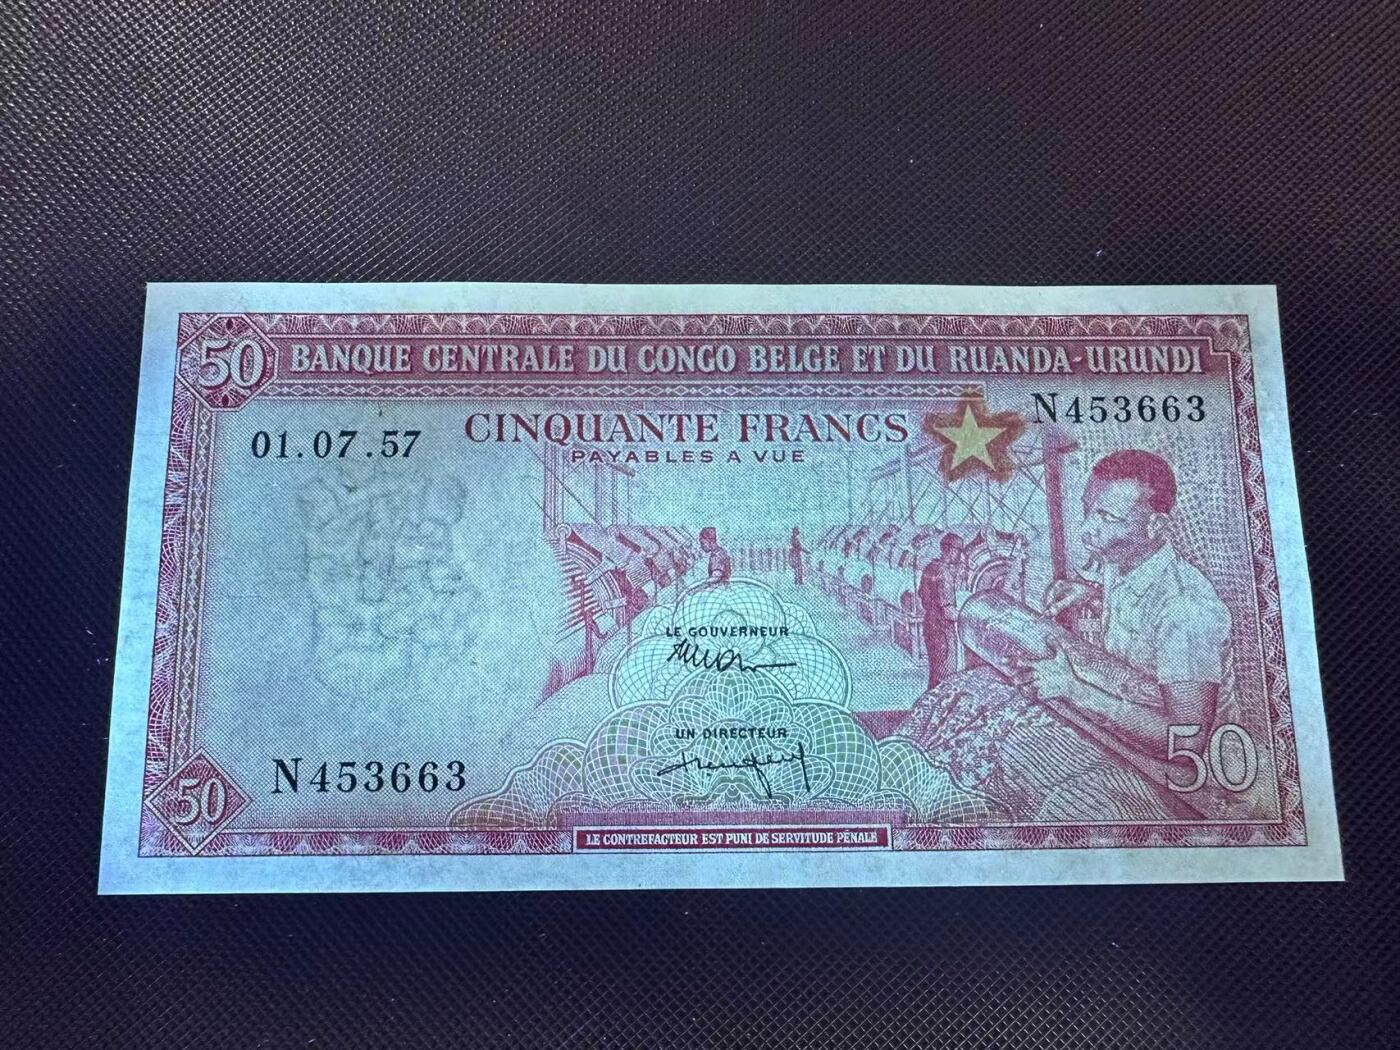 50
BANQUE CENTRALE DU CONGO BELGE ET DU RUANDA-URUNDI
01.07.57
CINQUANTE FRANCS
PAYABLES A VUE
N453663
LE GOUVERNEUR
UN DIRECTEUR
N453663
50
50
LE CONTREFACTEUR EST PUNI DE SERVITUDE PÉNALE